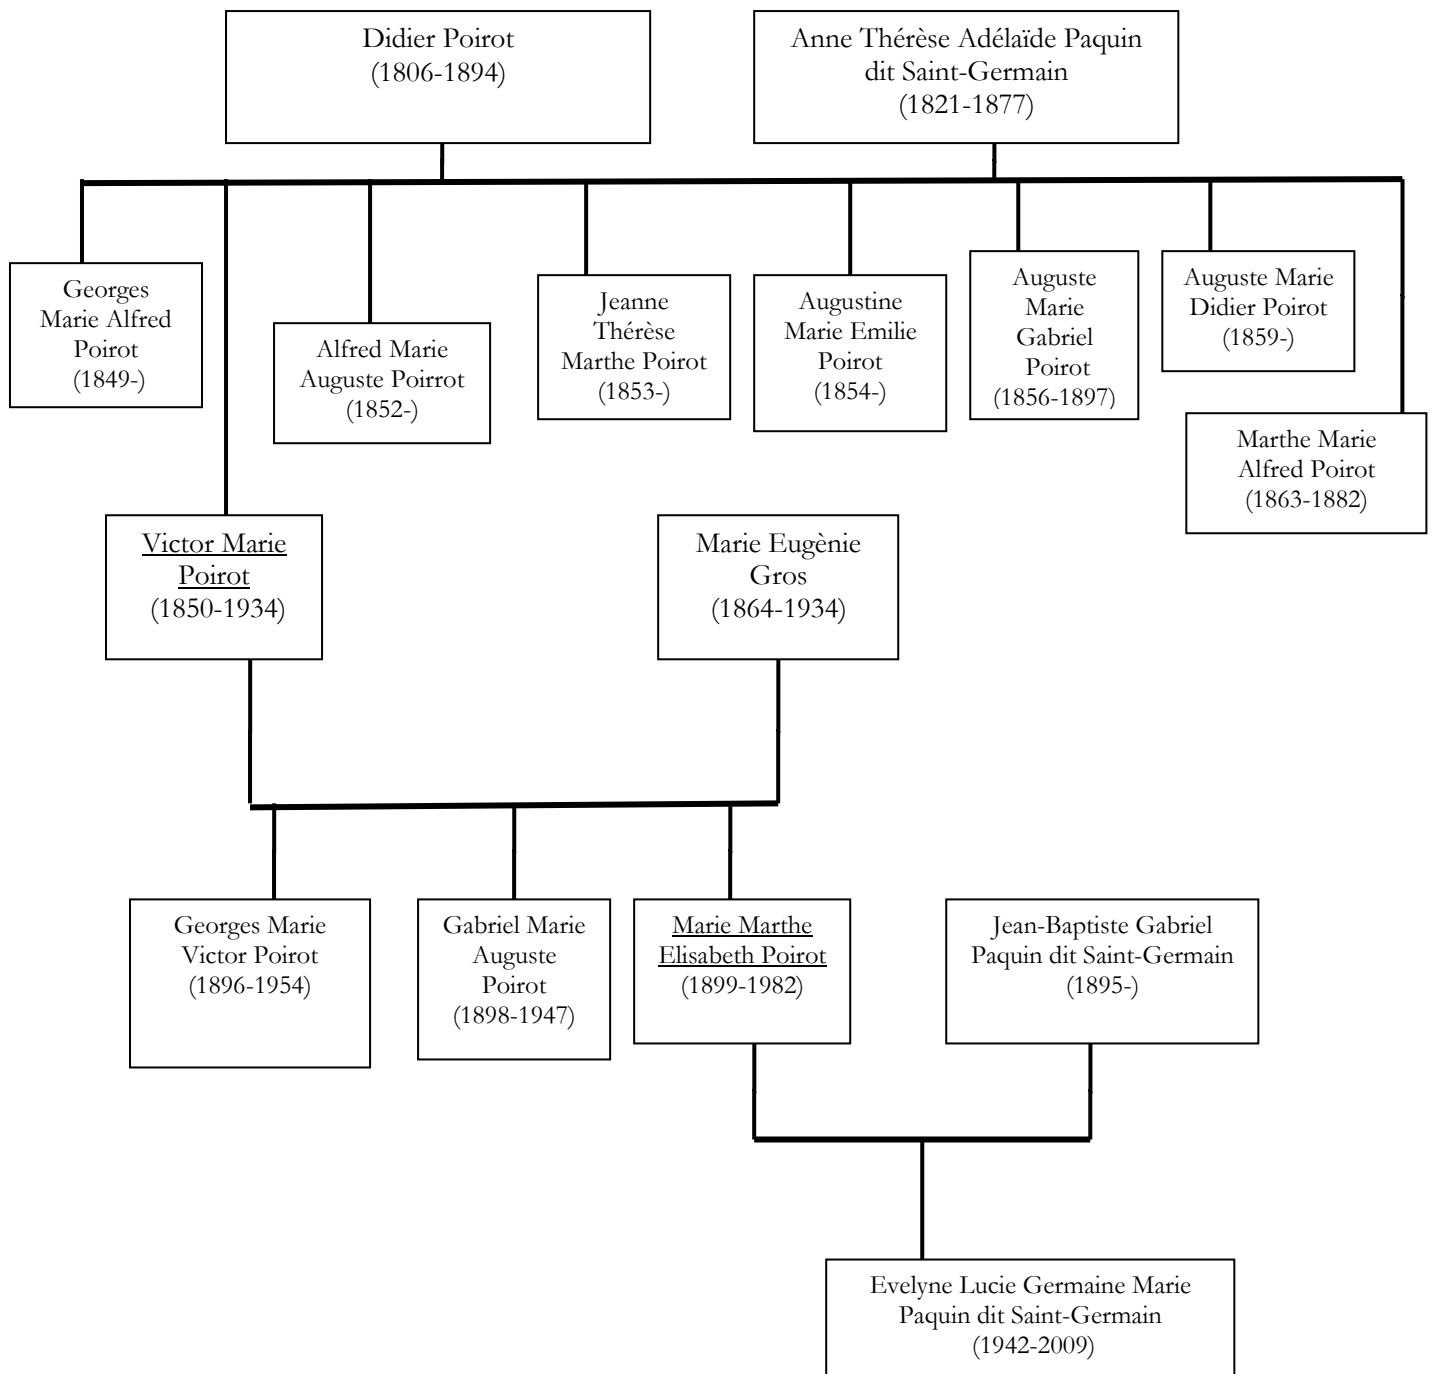 Didier Poirot
(1806-1894)
Anne Thérèse Adélaïde Paquin
dit Saint-Germain
(1821-1877)
Georges
Marie Alfred
Poirot
(1849-)
Alfred Marie
Auguste Poirrot
(1852-)
Jeanne
Thérèse
Marthe Poirot
(1853-)
Augustine
Marie Emilie
Poirot
(1854-)
Auguste
Marie
Gabriel
Poirot
(1856-1897)
Auguste Marie
Didier Poirot
(1859-)
Marthe Marie
Alfred Poirot
(1863-1882)
Victor Marie
Poirot
(1850-1934)
Marie Eugènie
Gros
(1864-1934)
Georges Marie
Victor Poirot
(1896-1954)
Gabriel Marie
Auguste
Poirot
(1898-1947)
Marie Marthe
Elisabeth Poirot
(1899-1982)
Jean-Baptiste Gabriel
Paquin dit Saint-Germain
(1895-)
Evelyne Lucie Germaine Marie
Paquin dit Saint-Germain
(1942-2009)